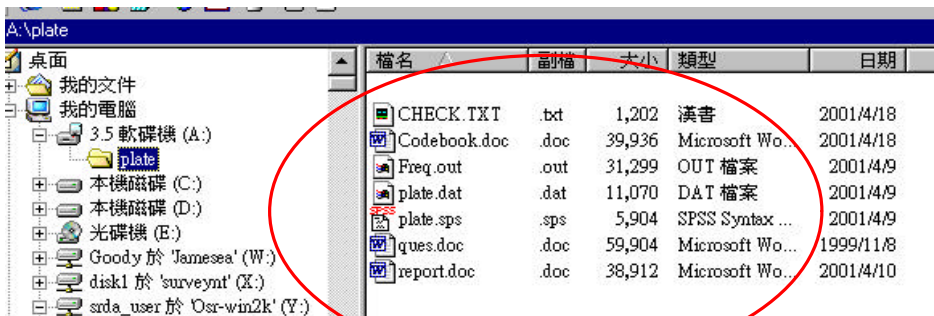 A:\plate
桌面
我的文件
我的電腦
3.5 軟碟機 (A:)
plate
本機磁碟 (C:)
本機磁碟 (D:)
光碟機 (E:)
Goody 於 'Jamesea' (W:)
disk1 於 'surveynt' (X:)
srda_user 於 'Osr-win2k' (Y:)
檔名 副檔 大小 類型 日期
CHECK.TXT .txt 1,202 漢書 2001/4/18
Codebook.doc .doc 39,936 Microsoft Wo... 2001/4/18
Freq.out .out 31,299 OUT 檔案 2001/4/9
plate.dat .dat 11,070 DAT 檔案 2001/4/9
SPSS plate.sps .sps 5,904 SPSS Syntax ... 2001/4/9
ques.doc .doc 59,904 Microsoft Wo... 1999/11/8
report.doc .doc 38,912 Microsoft Wo... 2001/4/10